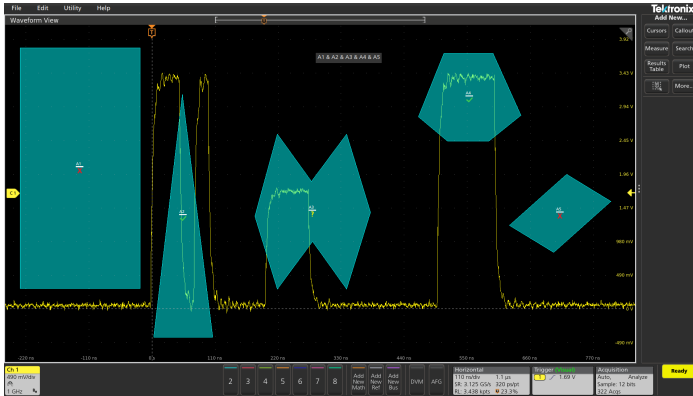 File Edit Utility Help
Tektronix
Waveform View
Add New...
Cursors Callout
Measure Search
Results Table Plot
More...
A1 & A2 & A3 & A4 & A5
3.92
3.43 V
2.94 V
2.45 V
1.96 V
1.47 V
980 mV
490 mV
0 V
-490 mV
A1
A4
C1
-220 ns -110 ns 0 s 110 ns 220 ns 330 ns 440 ns 550 ns 660 ns 770 ns
Ch 1
490 mV/div
1 GHz
2 3 4 5 6 7 8
Add New Math
Add New Ref
Add New Bus
DVM AFG
Horizontal
110 ns/div 1.1 µs
SR: 3.125 GS/s 320 ps/pt
RL: 3.438 kpts 23.3%
Trigger (Visual)
1 1.69 V
Acquisition
Auto, Analyze
Sample: 12 bits
322 Acqs
Ready